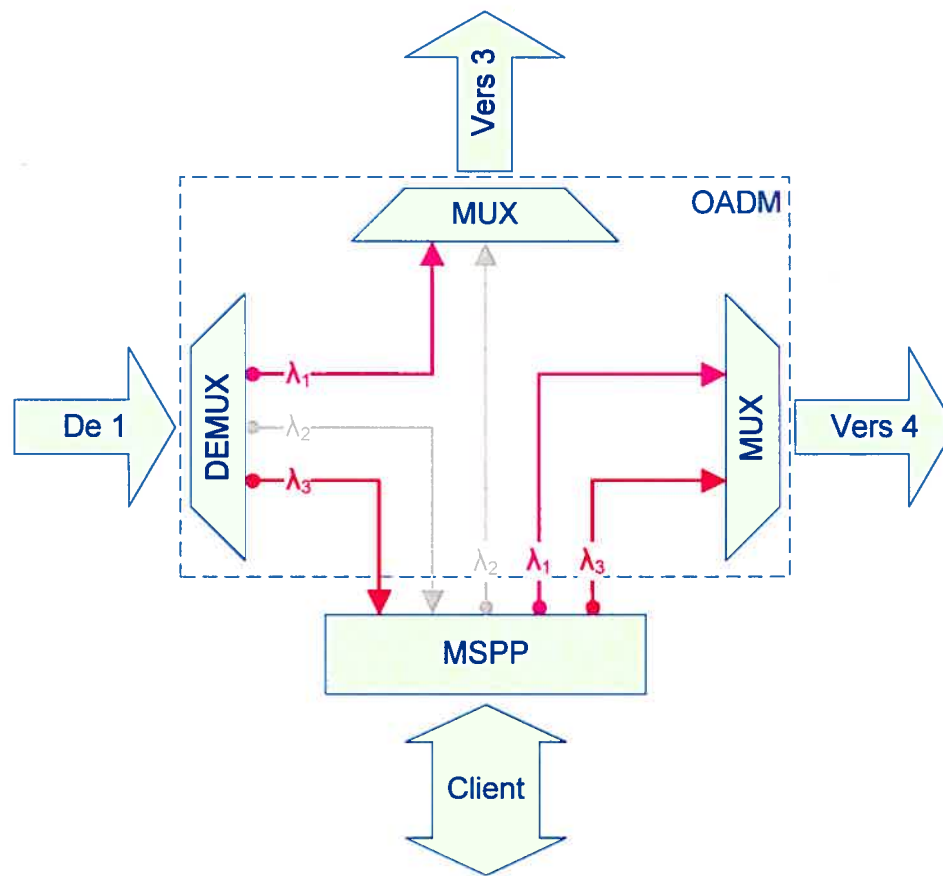 Vers 3
MUX
OADM
De 1
DEMUX
λ₁
λ₂
λ₃
MUX
Vers 4
λ₂
λ₁
λ₃
MSPP
Client